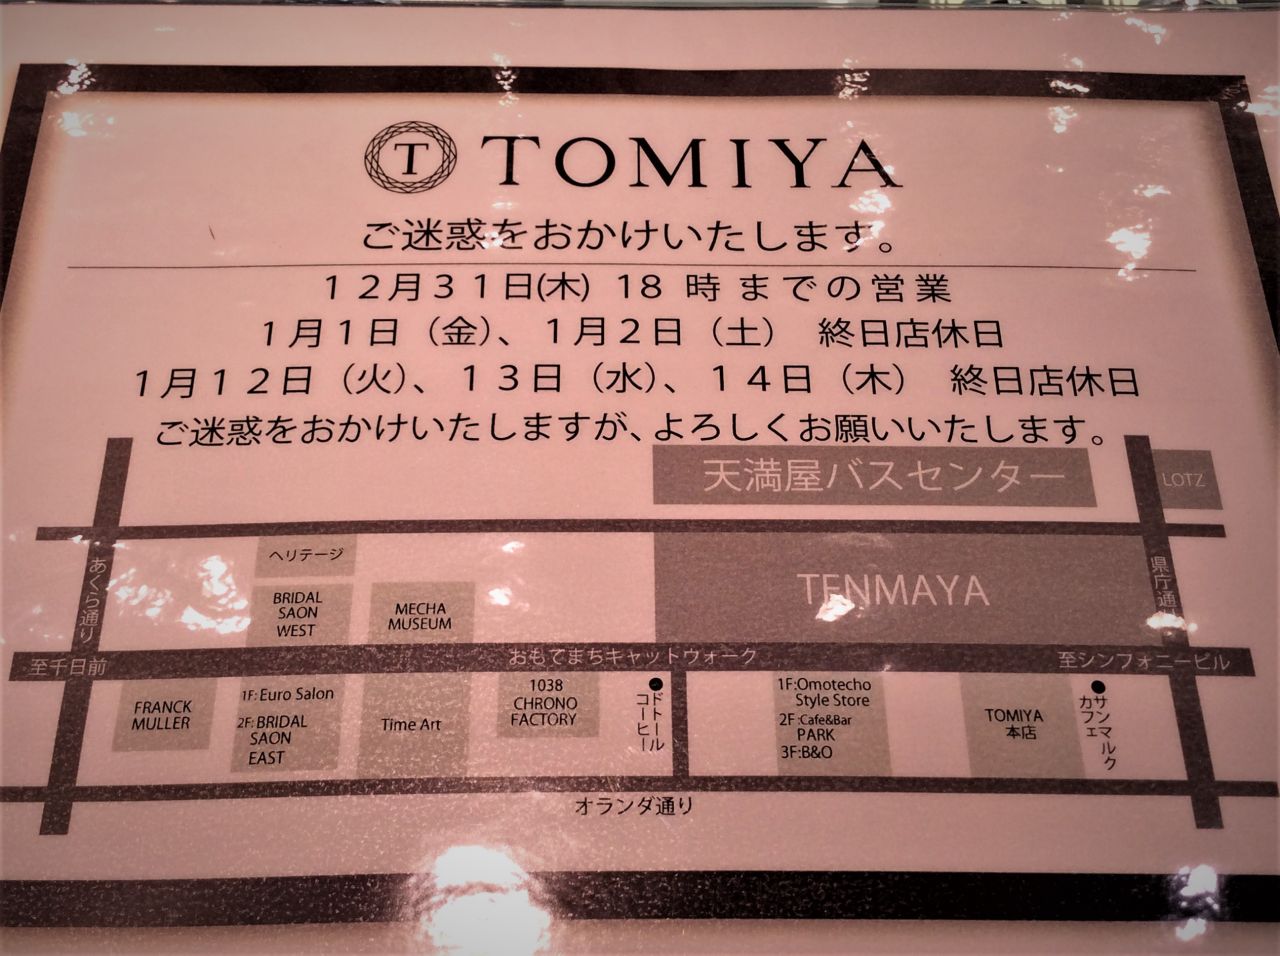 T TOMIYA
ご迷惑をおかけいたします。
12月31日(木) 18 時 までの営業
1月1日（金）、1月2日（土） 終日店休日
1月12日（火）、13日（水）、14日（木） 終日店休日
ご迷惑をおかけいたしますが、よろしくお願いいたします。
天満屋バスセンター
LOTZ
あくら通り
ヘリテージ
BRIDAL
SAON
WEST
MECHA
MUSEUM
TENMAYA
県庁通り
至千日前
おもてまちキャットウォーク
至シンフォニービル
FRANCK
MULLER
1F:Euro Salon
2F:BRIDAL
SAON
EAST
Time Art
1038
CHRONO
FACTORY
ドトール
コーヒー
1F:Omotecho
Style Store
2F:Cafe&Bar
PARK
3F:B&O
TOMIYA
本店
サンマルク
カフェ
オランダ通り